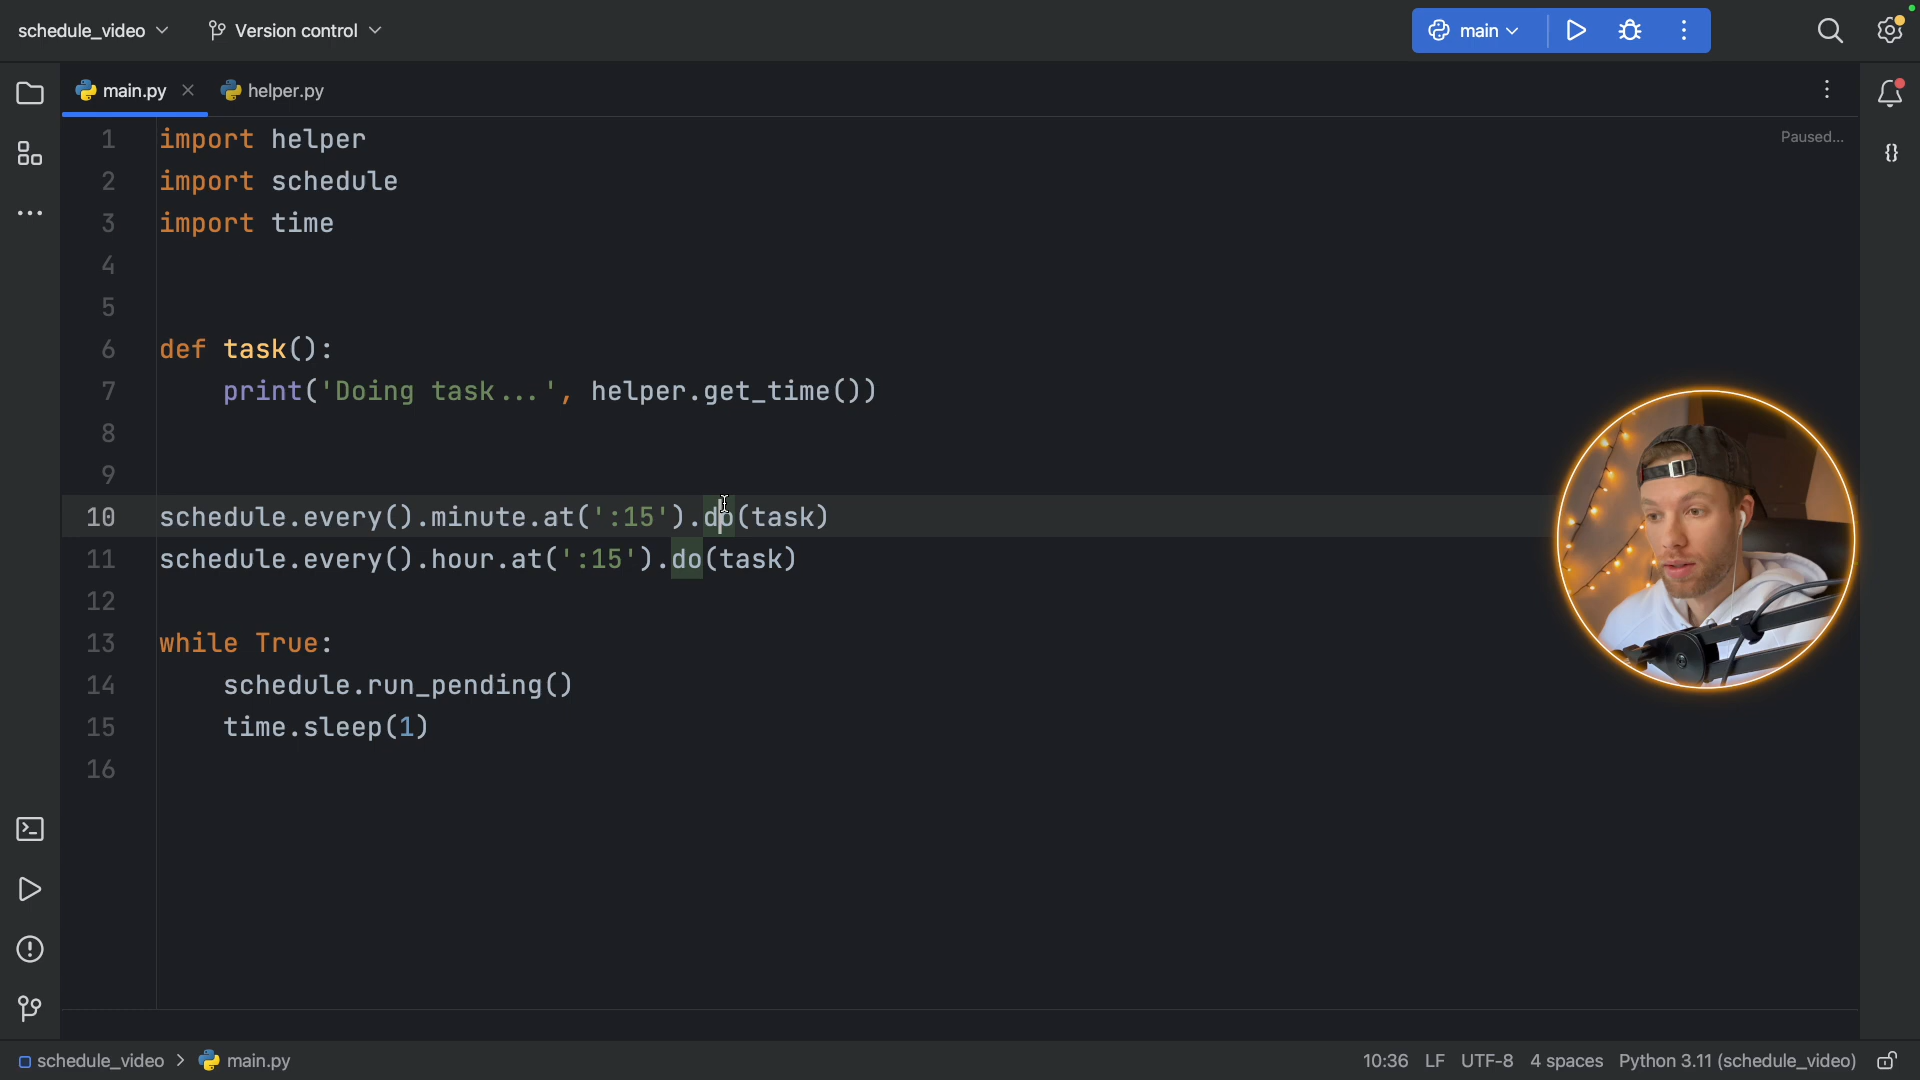 schedule_video
Version control
main
main.py
helper.py
Paused...
1 import helper
2 import schedule
3 import time
4
5
6 def task():
7 print('Doing task...', helper.get_time())
8
9
10 schedule.every().minute.at(':15').do(task)
11 schedule.every().hour.at(':15').do(task)
12
13 while True:
14 schedule.run_pending()
15 time.sleep(1)
16
schedule_video > main.py
10:36 LF UTF-8 4 spaces Python 3.11 (schedule_video)